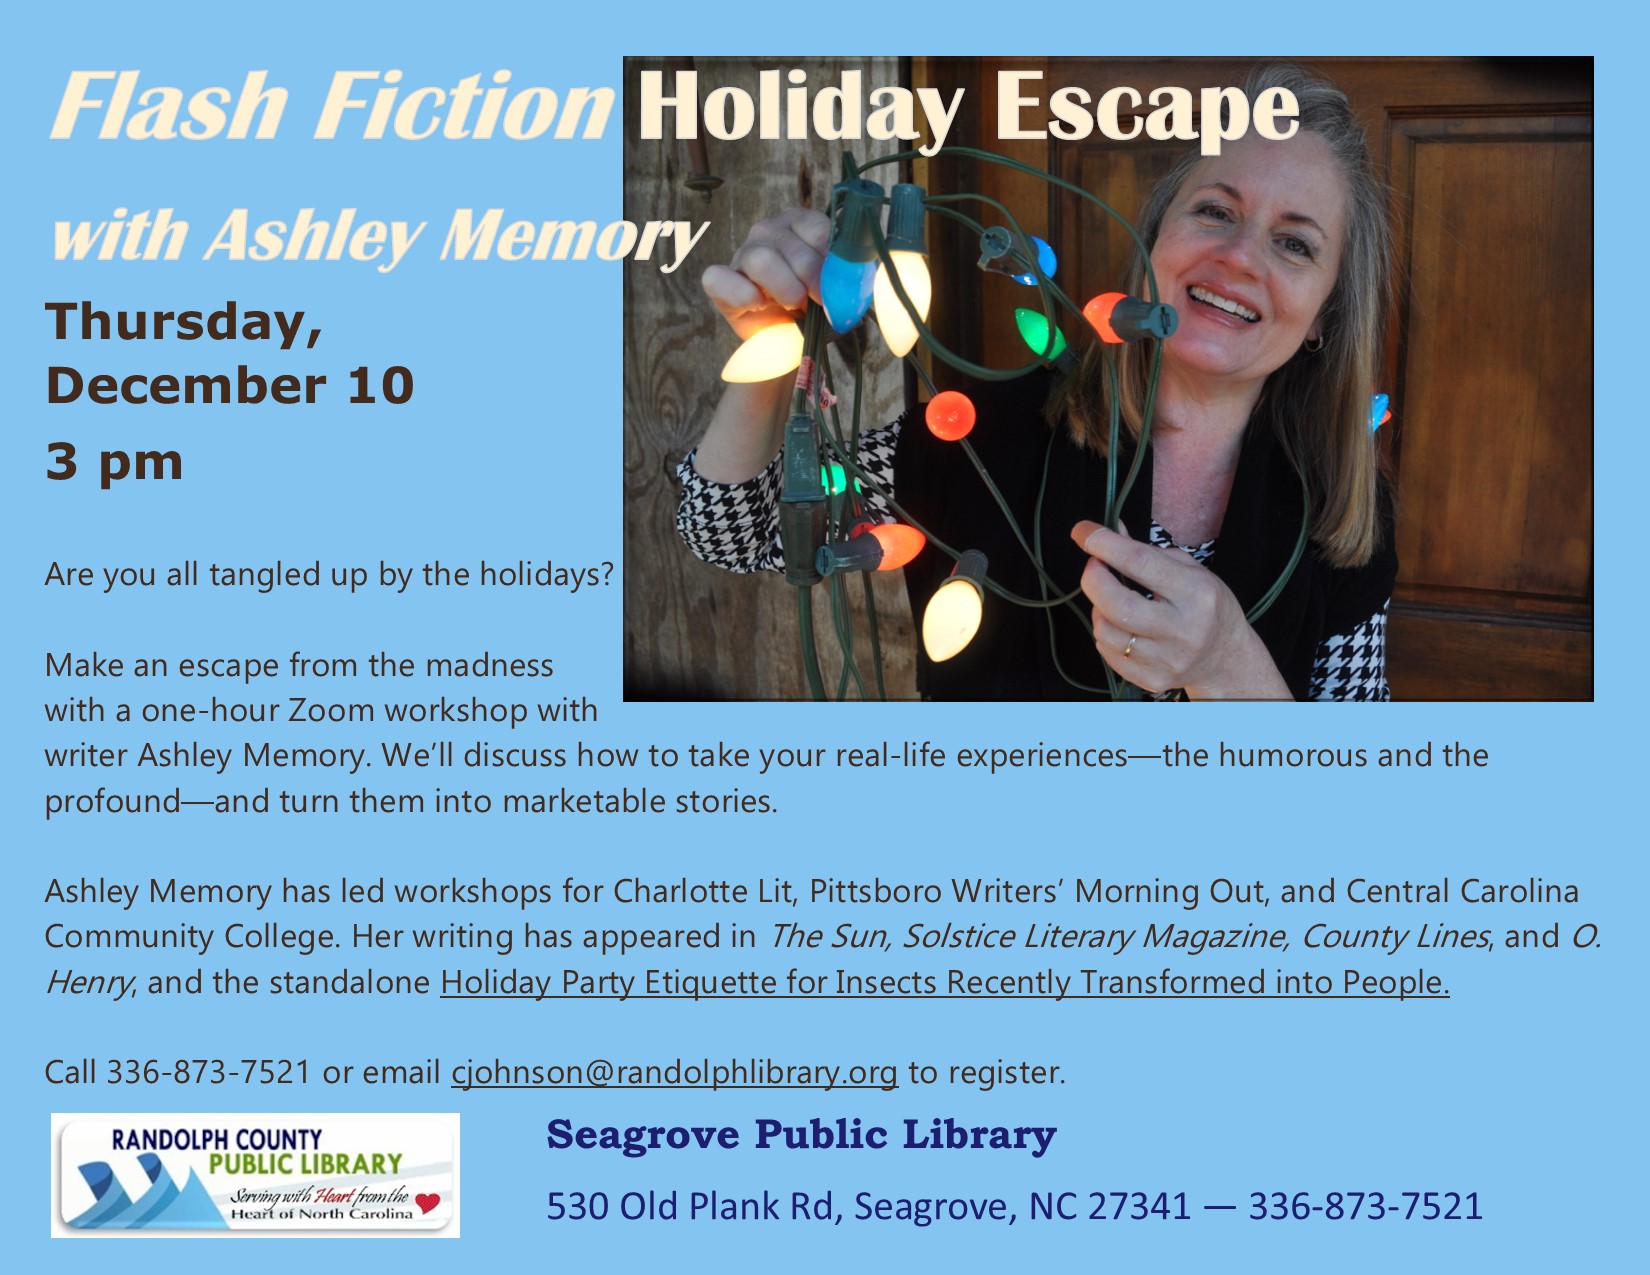 Flash Fiction Holiday Escape
with Ashley Memory
Thursday,
December 10
3 pm
Are you all tangled up by the holidays?
Make an escape from the madness
with a one-hour Zoom workshop with
writer Ashley Memory. We’ll discuss how to take your real-life experiences—the humorous and the
profound—and turn them into marketable stories.
Ashley Memory has led workshops for Charlotte Lit, Pittsboro Writers’ Morning Out, and Central Carolina
Community College. Her writing has appeared in The Sun, Solstice Literary Magazine, County Lines, and O.
Henry, and the standalone Holiday Party Etiquette for Insects Recently Transformed into People.
Call 336-873-7521 or email cjohnson@randolphlibrary.org to register.
RANDOLPH COUNTY
PUBLIC LIBRARY
Serving with Heart from the
Heart of North Carolina
Seagrove Public Library
530 Old Plank Rd, Seagrove, NC 27341 — 336-873-7521